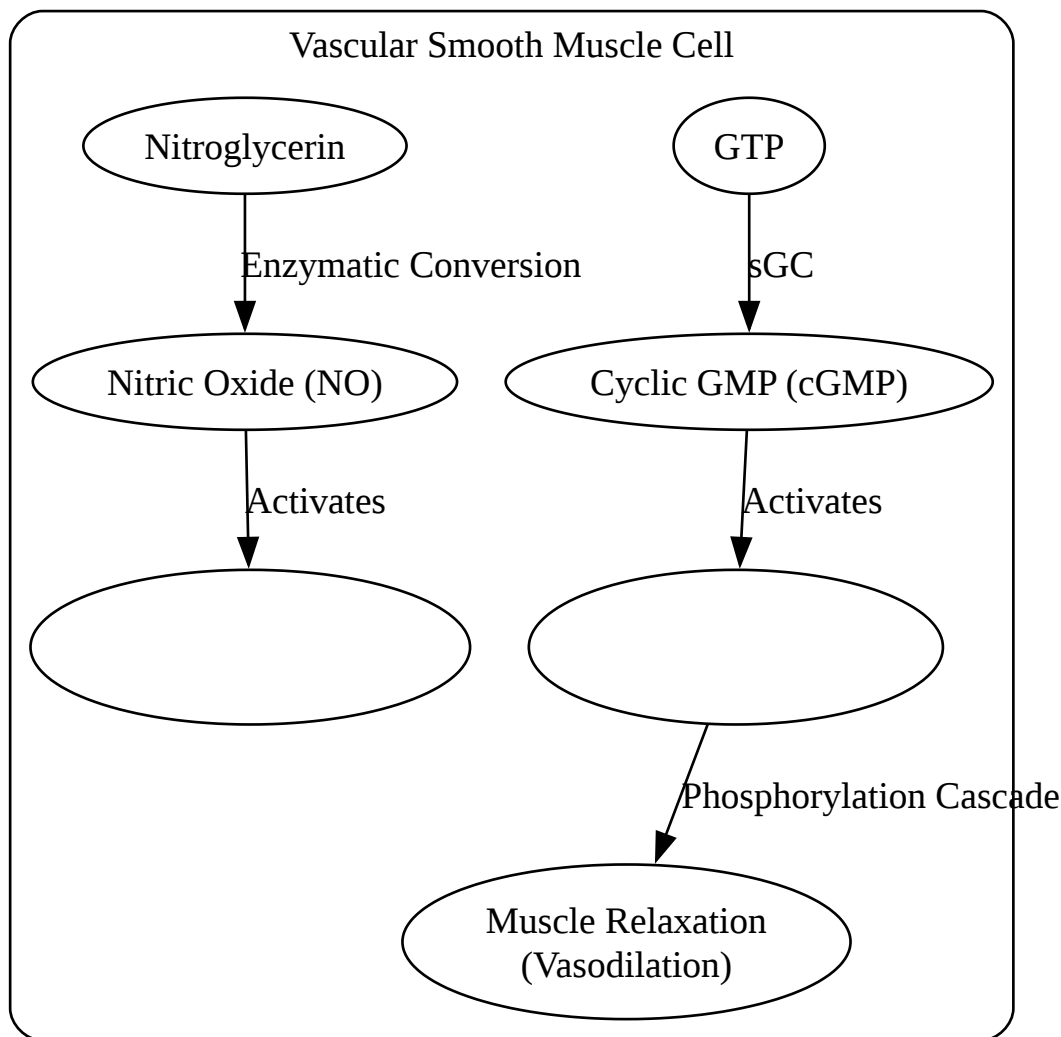 Vascular Smooth Muscle Cell
Nitroglycerin
GTP
Enzymatic Conversion
sGC
Nitric Oxide (NO)
Cyclic GMP (cGMP)
Activates
Activates
Phosphorylation Cascade
Muscle Relaxation
(Vasodilation)